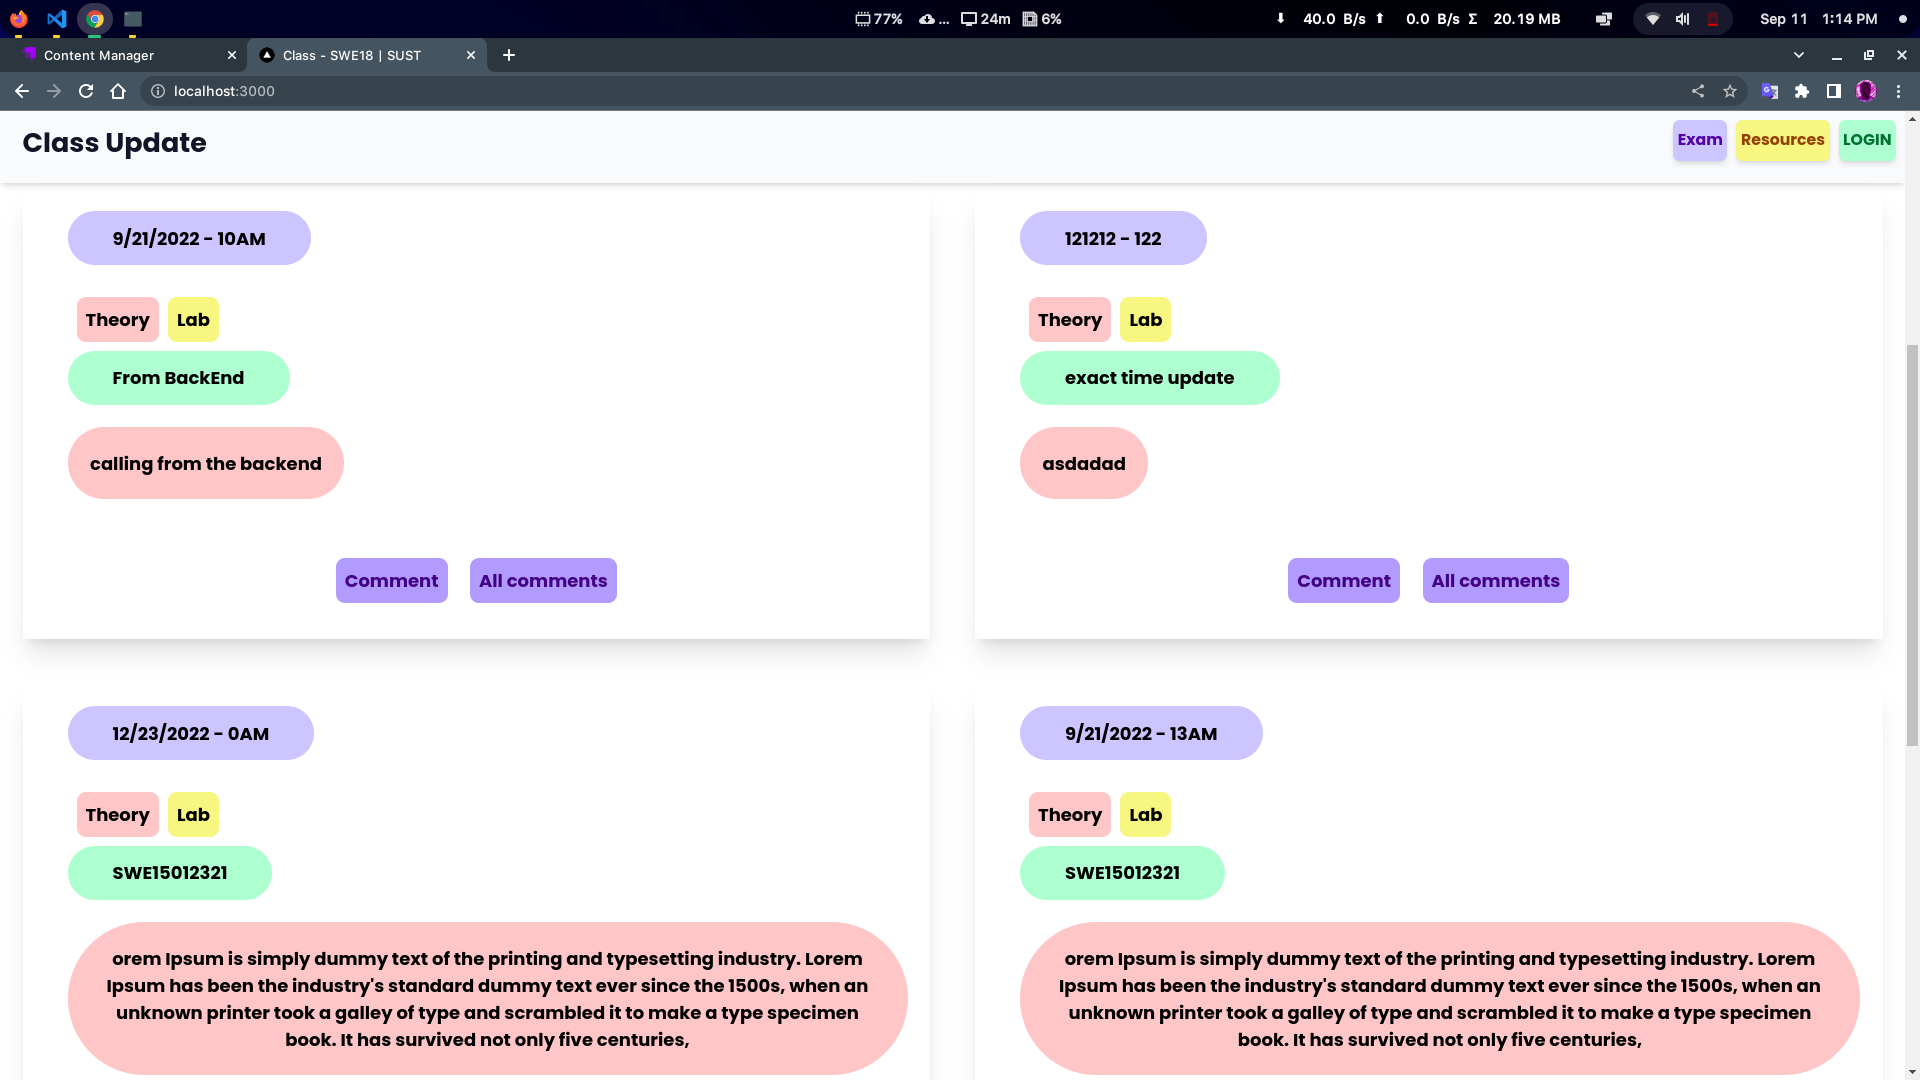 77% ... 24m 6% 40.0 B/s 0.0 B/s Σ 20.19 MB Sep 11 1:14 PM
Content Manager Class - SWE18 | SUST
localhost:3000
Class Update
Exam Resources LOGIN
9/21/2022 - 10AM
Theory Lab
From BackEnd
calling from the backend
Comment All comments
121212 - 122
Theory Lab
exact time update
asdadad
Comment All comments
12/23/2022 - 0AM
Theory Lab
SWE15012321
orem Ipsum is simply dummy text of the printing and typesetting industry. Lorem
Ipsum has been the industry's standard dummy text ever since the 1500s, when an
unknown printer took a galley of type and scrambled it to make a type specimen
book. It has survived not only five centuries,
9/21/2022 - 13AM
Theory Lab
SWE15012321
orem Ipsum is simply dummy text of the printing and typesetting industry. Lorem
Ipsum has been the industry's standard dummy text ever since the 1500s, when an
unknown printer took a galley of type and scrambled it to make a type specimen
book. It has survived not only five centuries,